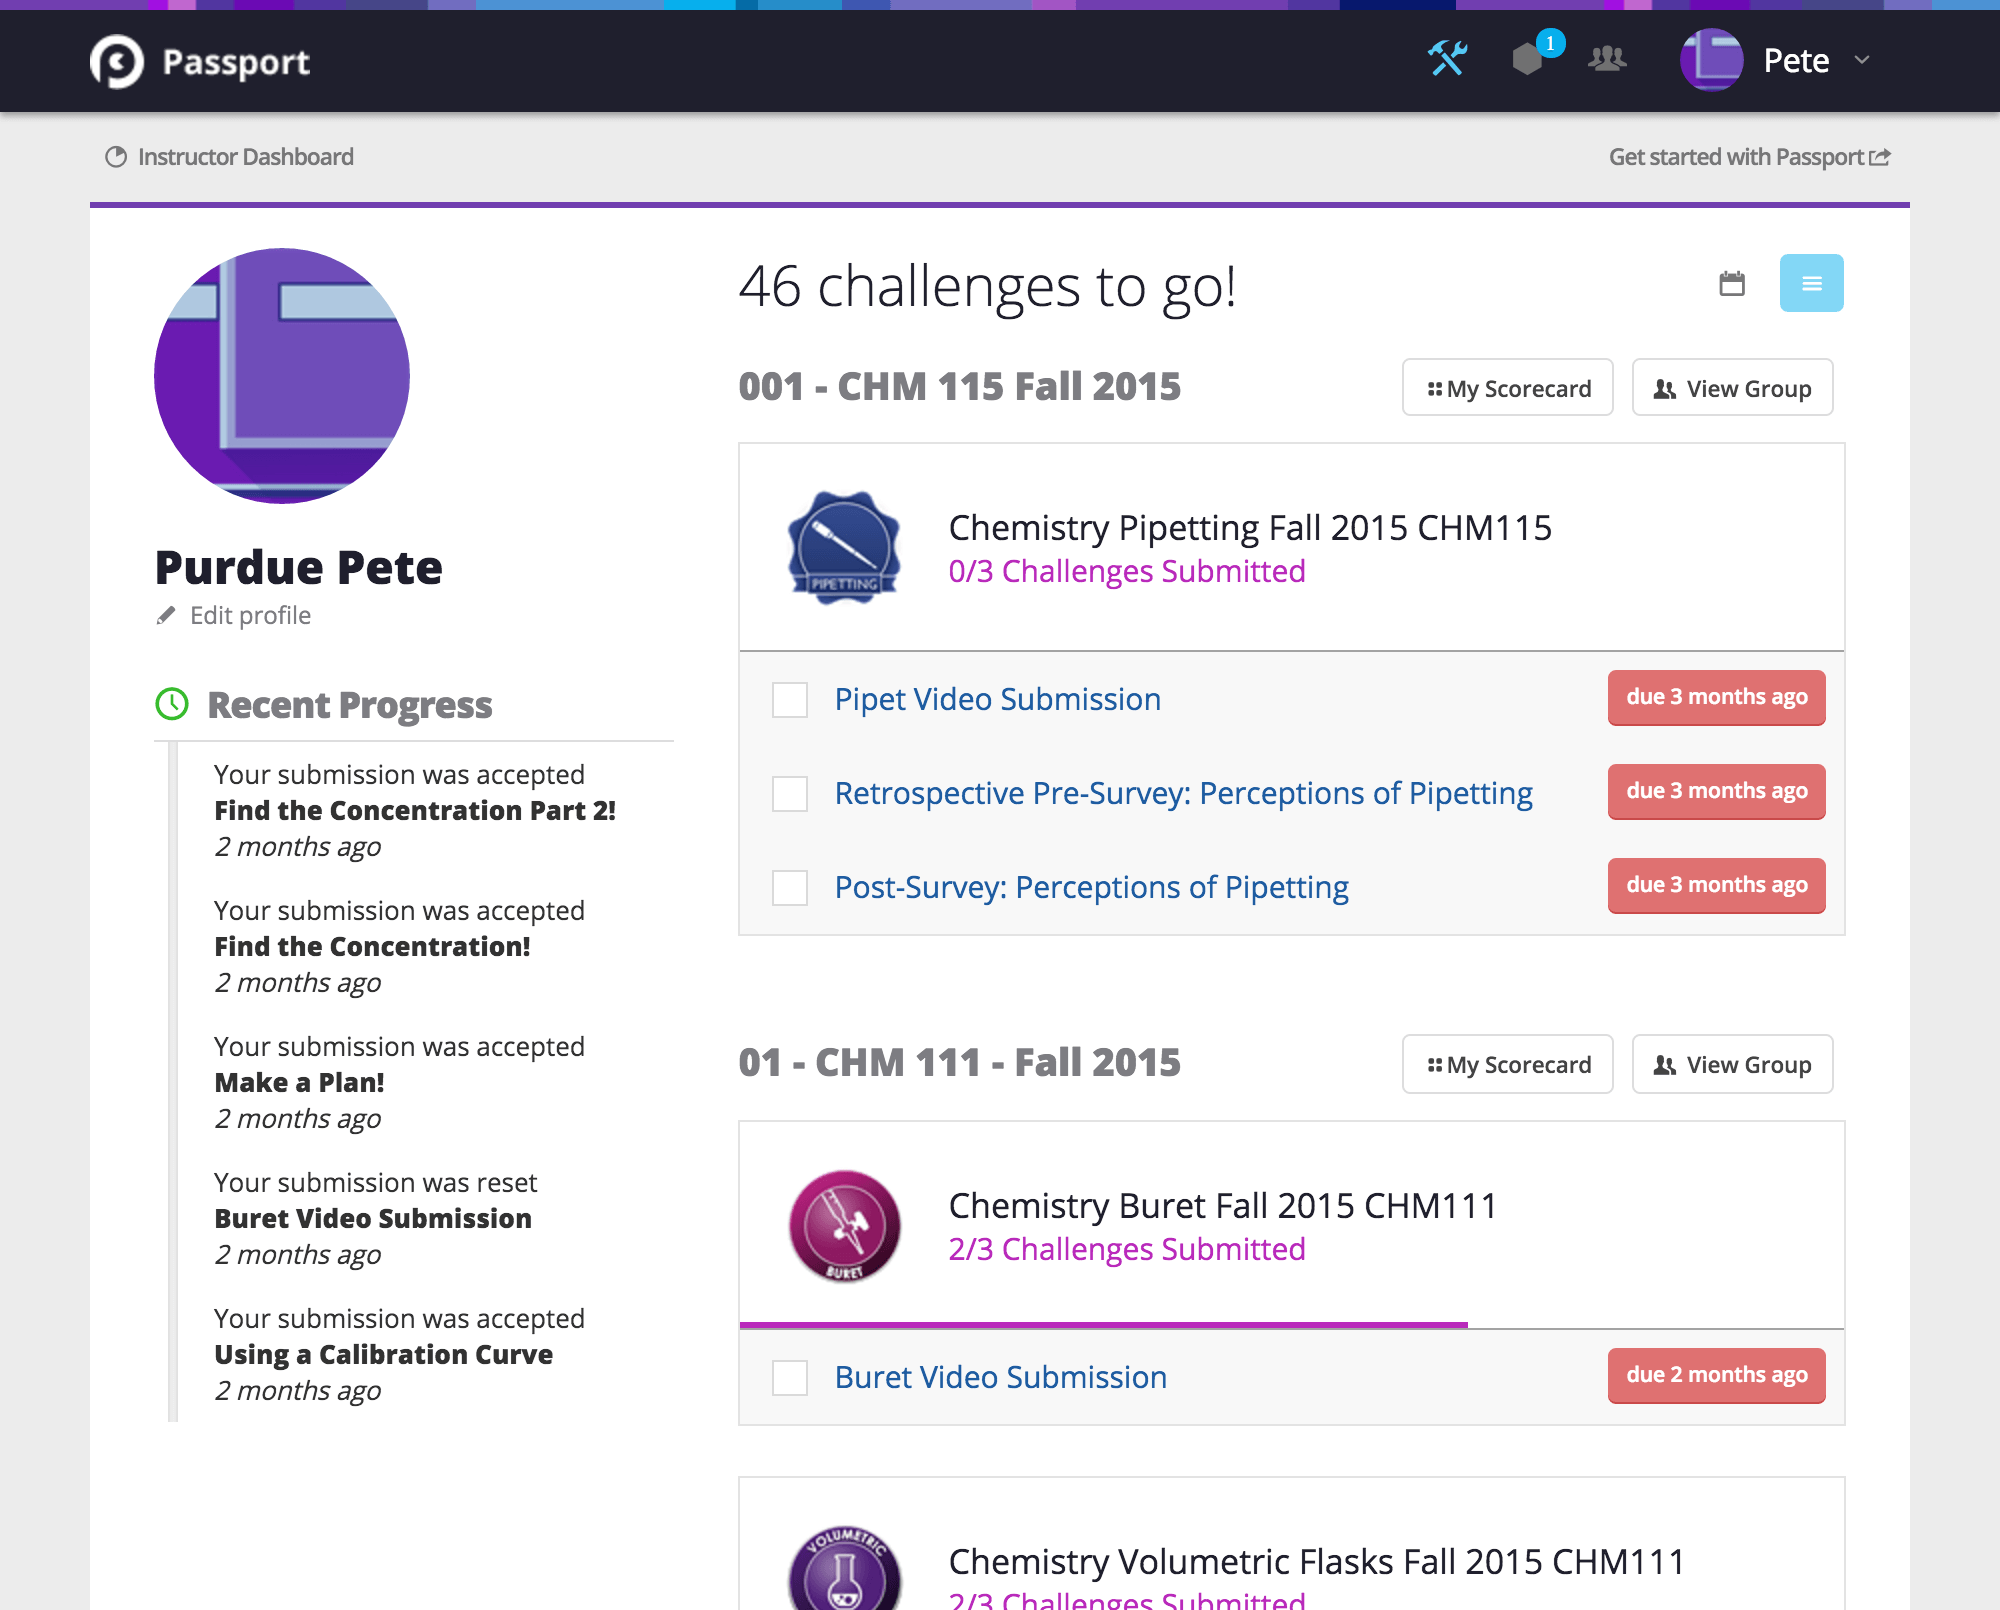 Passport
1
Pete
Instructor Dashboard
Get started with Passport
Purdue Pete
Edit profile
Recent Progress
Your submission was accepted
Find the Concentration Part 2!
2 months ago
Your submission was accepted
Find the Concentration!
2 months ago
Your submission was accepted
Make a Plan!
2 months ago
Your submission was reset
Buret Video Submission
2 months ago
Your submission was accepted
Using a Calibration Curve
2 months ago
46 challenges to go!
001 - CHM 115 Fall 2015
My Scorecard
View Group
PIPETTING
Chemistry Pipetting Fall 2015 CHM115
0/3 Challenges Submitted
Pipet Video Submission
due 3 months ago
Retrospective Pre-Survey: Perceptions of Pipetting
due 3 months ago
Post-Survey: Perceptions of Pipetting
due 3 months ago
01 - CHM 111 - Fall 2015
My Scorecard
View Group
BURET
Chemistry Buret Fall 2015 CHM111
2/3 Challenges Submitted
Buret Video Submission
due 2 months ago
VOLUMETRIC
Chemistry Volumetric Flasks Fall 2015 CHM111
2/3 Challenges Submitted